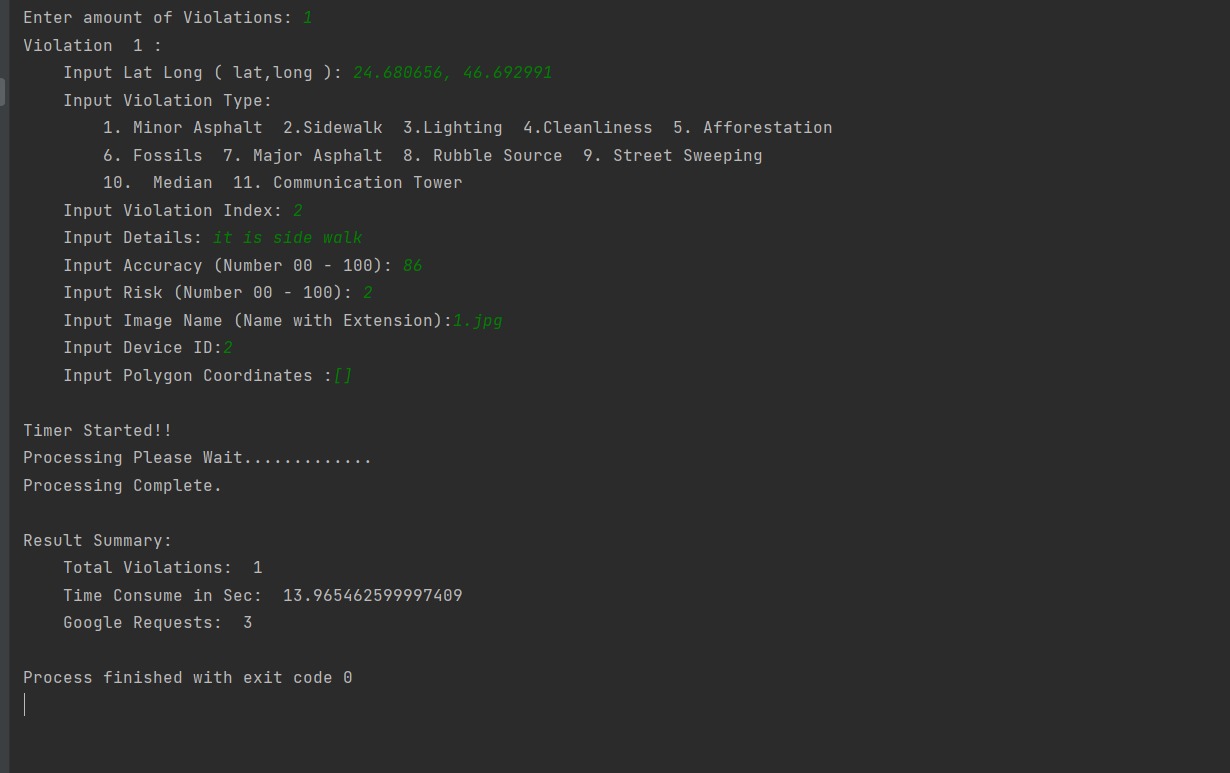 Enter amount of Violations: 1
Violation  1 :
    Input Lat Long ( lat,long ): 24.680656, 46.692991
    Input Violation Type:
        1. Minor Asphalt  2.Sidewalk  3.Lighting  4.Cleanliness  5. Afforestation
        6. Fossils  7. Major Asphalt  8. Rubble Source  9. Street Sweeping
        10.  Median  11. Communication Tower
    Input Violation Index: 2
    Input Details: it is side walk
    Input Accuracy (Number 00 - 100): 86
    Input Risk (Number 00 - 100): 2
    Input Image Name (Name with Extension):1.jpg
    Input Device ID:2
    Input Polygon Coordinates :[]
Timer Started!!
Processing Please Wait.............
Processing Complete.
Result Summary:
    Total Violations:  1
    Time Consume in Sec:  13.965462599997409
    Google Requests:  3
Process finished with exit code 0